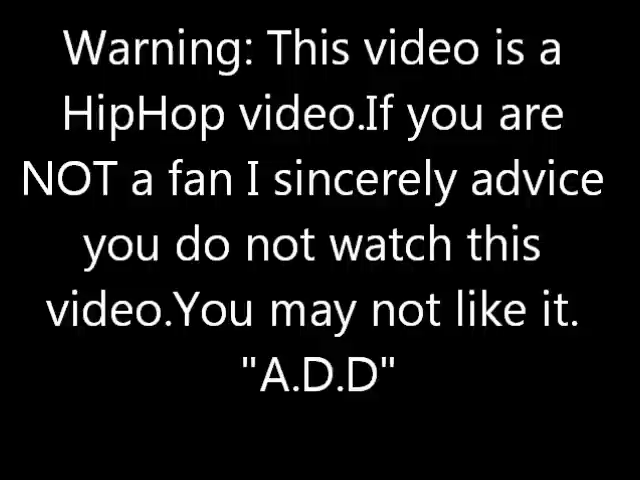 Warning: This video is a
HipHop video.If you are
NOT a fan I sincerely advice
you do not watch this
video.You may not like it.
"A.D.D"